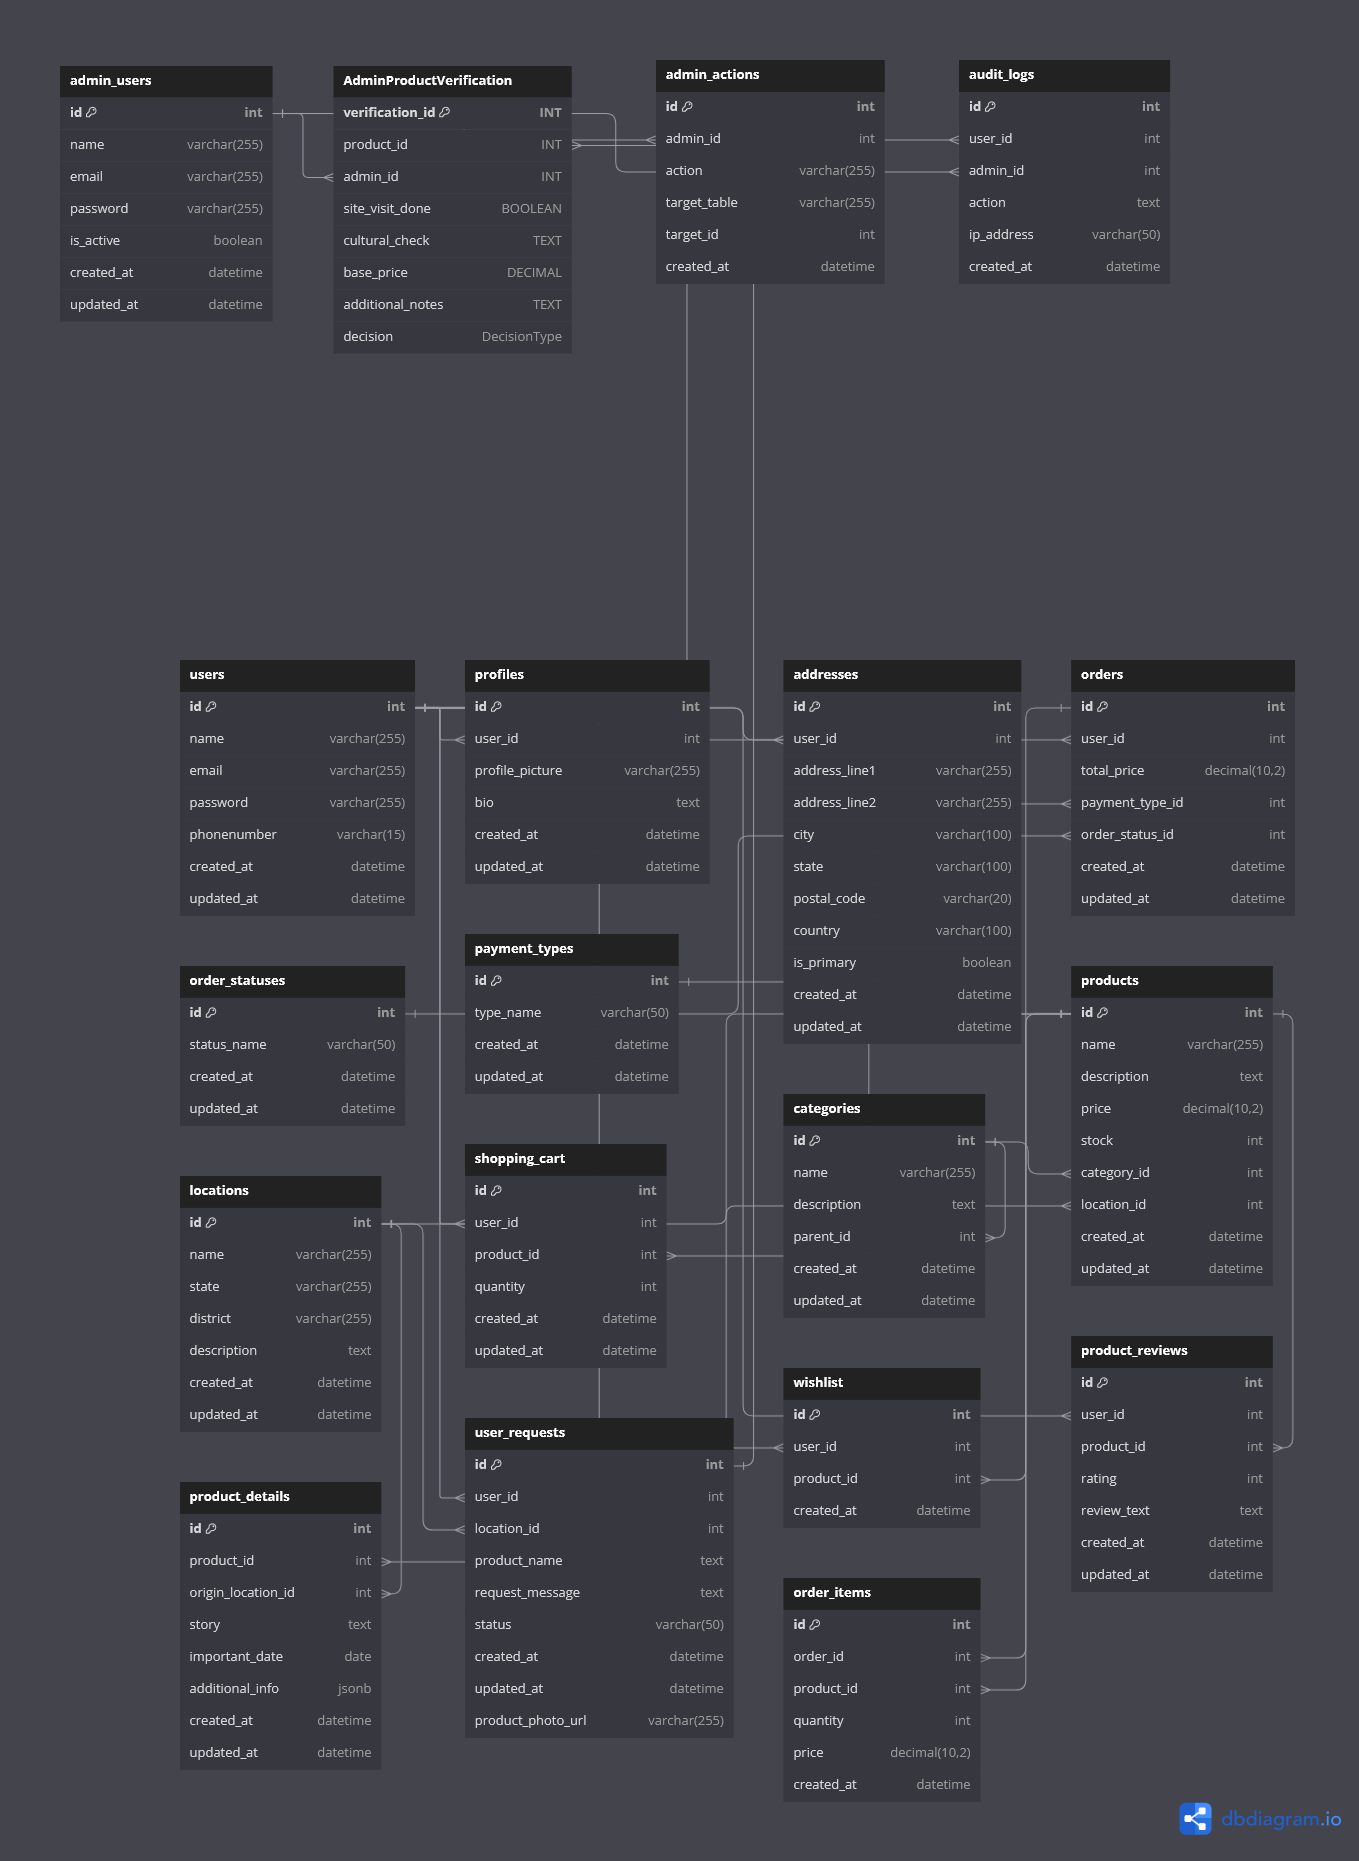 admin_users
id int
name varchar(255)
email varchar(255)
password varchar(255)
is_active boolean
created_at datetime
updated_at datetime
AdminProductVerification
verification_id INT
product_id INT
admin_id INT
site_visit_done BOOLEAN
cultural_check TEXT
base_price DECIMAL
additional_notes TEXT
decision DecisionType
admin_actions
id int
admin_id int
action varchar(255)
target_table varchar(255)
target_id int
created_at datetime
audit_logs
id int
user_id int
admin_id int
action text
ip_address varchar(50)
created_at datetime
users
id int
name varchar(255)
email varchar(255)
password varchar(255)
phonenumber varchar(15)
created_at datetime
updated_at datetime
profiles
id int
user_id int
profile_picture varchar(255)
bio text
created_at datetime
updated_at datetime
addresses
id int
user_id int
address_line1 varchar(255)
address_line2 varchar(255)
city varchar(100)
state varchar(100)
postal_code varchar(20)
country varchar(100)
is_primary boolean
created_at datetime
updated_at datetime
orders
id int
user_id int
total_price decimal(10,2)
payment_type_id int
order_status_id int
created_at datetime
updated_at datetime
order_statuses
id int
status_name varchar(50)
created_at datetime
updated_at datetime
payment_types
id int
type_name varchar(50)
created_at datetime
updated_at datetime
products
id int
name varchar(255)
description text
price decimal(10,2)
stock int
category_id int
location_id int
created_at datetime
updated_at datetime
locations
id int
name varchar(255)
state varchar(255)
district varchar(255)
description text
created_at datetime
updated_at datetime
shopping_cart
id int
user_id int
product_id int
quantity int
created_at datetime
updated_at datetime
categories
id int
name varchar(255)
description text
parent_id int
created_at datetime
updated_at datetime
product_reviews
id int
user_id int
product_id int
rating int
review_text text
created_at datetime
updated_at datetime
product_details
id int
product_id int
origin_location_id int
story text
important_date date
additional_info jsonb
created_at datetime
updated_at datetime
user_requests
id int
user_id int
location_id int
product_name text
request_message text
status varchar(50)
created_at datetime
updated_at datetime
product_photo_url varchar(255)
wishlist
id int
user_id int
product_id int
created_at datetime
order_items
id int
order_id int
product_id int
quantity int
price decimal(10,2)
created_at datetime
dbdiagram.io